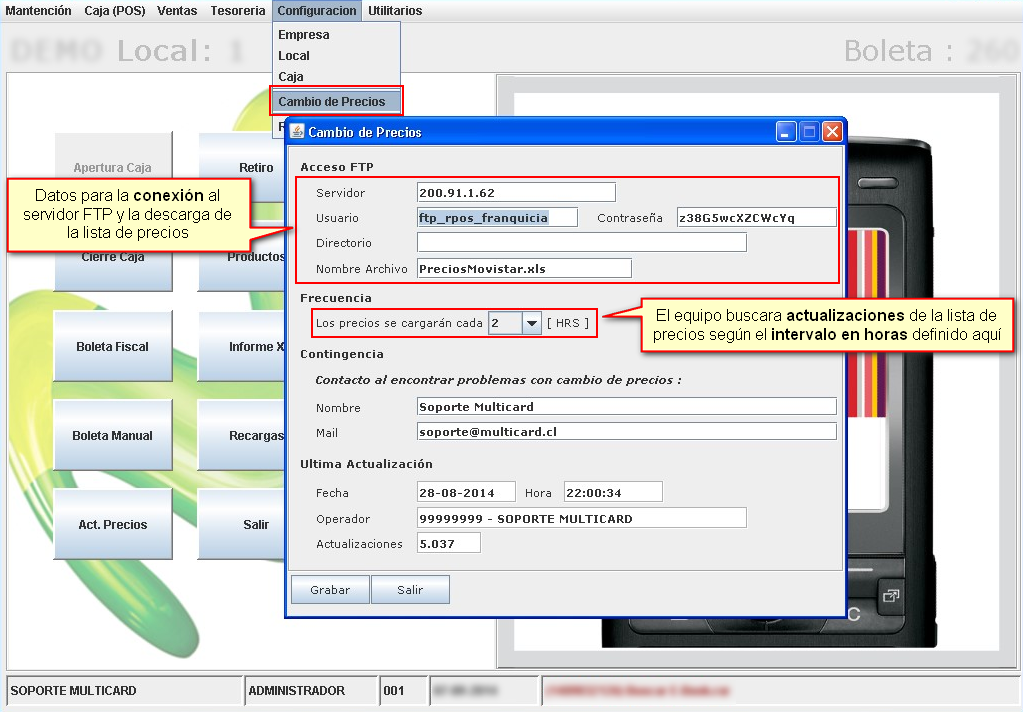 Mantención Caja (POS) Ventas Tesoreria Configuracion Utilitarios
Empresa
Local
Caja
Cambio de Precios
DEMO Local: 1
Boleta : 260
Cambio de Precios
Apertura Caja
Retiro
Cierre Caja
Productos
Boleta Fiscal
Informe X
Boleta Manual
Recargas
Act. Precios
Salir
Datos para la conexión al
servidor FTP y la descarga de
la lista de precios
Acceso FTP
Servidor 200.91.1.62
Usuario ftp_rpos_franquicia Contraseña z38G5wcXZCWcYq
Directorio
Nombre Archivo PreciosMovistar.xls
Frecuencia
Los precios se cargarán cada 2 [ HRS ]
El equipo buscara actualizaciones de la lista de
precios según el intervalo en horas definido aquí
Contingencia
Contacto al encontrar problemas con cambio de precios :
Nombre Soporte Multicard
Mail soporte@multicard.cl
Ultima Actualización
Fecha 28-08-2014 Hora 22:00:34
Operador 99999999 - SOPORTE MULTICARD
Actualizaciones 5.037
Grabar Salir
C
SOPORTE MULTICARD ADMINISTRADOR 001